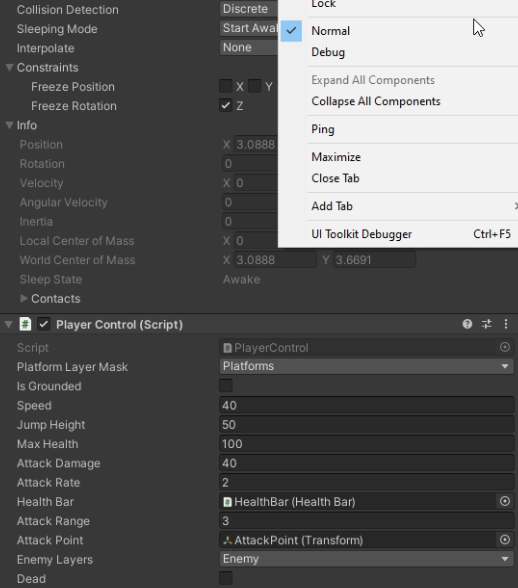 Collision Detection Discrete
Lock
Sleeping Mode Start Awa
Normal
Interpolate None
Debug
Constraints
Expand All Components
Freeze Position X Y
Collapse All Components
Freeze Rotation Z
Info
Ping
Position X 3.0888
Maximize
Rotation 0
Close Tab
Velocity X 0
Angular Velocity 0
Add Tab
Inertia 0
UI Toolkit Debugger Ctrl+F5
Local Center of Mass X 0
World Center of Mass X 3.0888 Y 3.6691
Sleep State Awake
Contacts
# Player Control (Script)
Script PlayerControl
Platform Layer Mask Platforms
Is Grounded
Speed 40
Jump Height 50
Max Health 100
Attack Damage 40
Attack Rate 2
Health Bar HealthBar (Health Bar)
Attack Range 3
Attack Point AttackPoint (Transform)
Enemy Layers Enemy
Dead